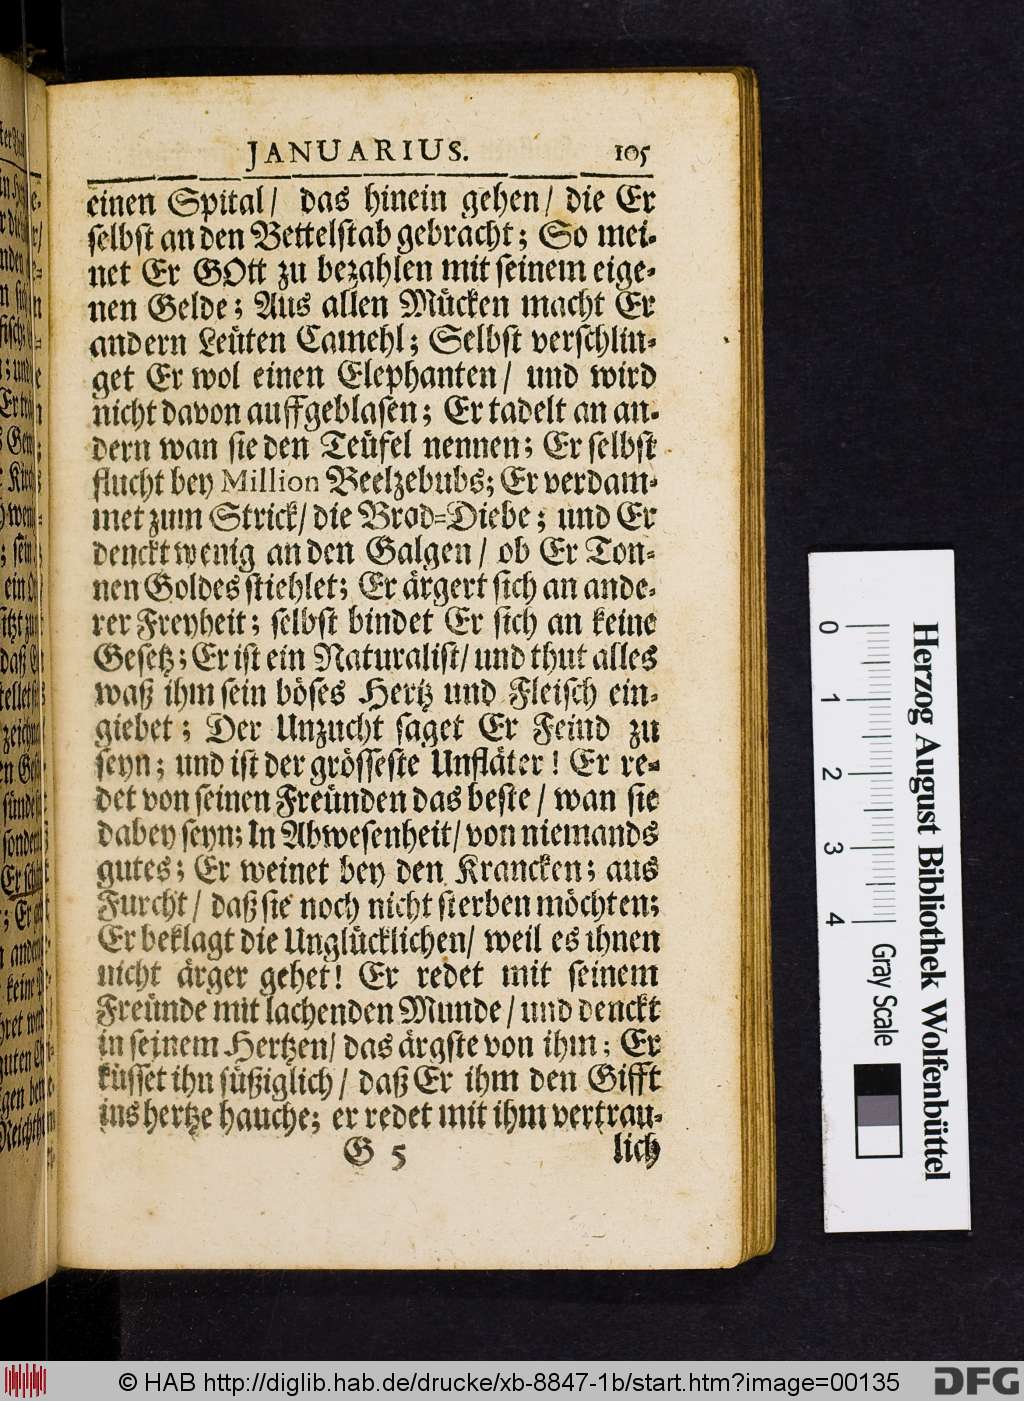 JANUARIUS. 105
einen Spital/ das hinein gehen/ die Er
selbst an den Bettelstab gebracht; So mei-
net Er GOtt zu bezahlen mit seinem eige-
nen Gelde; Aus allen Mücken macht Er
andern Leüten Camehl; Selbst verschlin-
get Er wol einen Elephanten/ und wird
nicht davon auffgeblasen; Er tadelt an an-
dern wan sie den Teüfel nennen; Er selbst
flucht bey Million Beelzebubs; Er verdam-
met zum Strick/ die Brod-Diebe; und Er
denckt wenig an den Galgen/ ob Er Ton-
nen Goldes stiehlet; Er ärgert sich an ande-
rer Freyheit; selbst bindet Er sich an keine
Gesetz; Er ist ein Naturalist/ und thut alles
waß ihm sein böses Hertz und Fleisch ein-
giebet; Der Unzucht saget Er Feind zu
seyn; und ist der grösseste Unfläter! Er re-
det von seinen Freünden das beste/ wan sie
dabey seyn; In Abwesenheit/ von niemands
gutes; Er weinet bey den Krancken; aus
Furcht/ daß sie noch nicht sterben möchten;
Er beklagt die Unglücklichen/ weil es ihnen
nicht ärger gehet! Er redet mit seinem
Freünde mit lachenden Munde/ und denckt
in seinem Hertzen/ das ärgste von ihm; Er
küsset ihn süßiglich/ daß Er ihm den Gifft
ins hertze hauche; er redet mit ihm vertrau-
G 5 lich
Herzog August Bibliothek Wolfenbüttel
0 1 2 3 4 Gray Scale
© HAB http://diglib.hab.de/drucke/xb-8847-1b/start.htm?image=00135
DFG